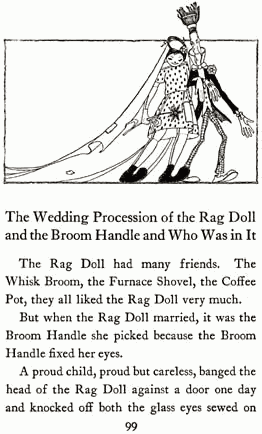 The Wedding Procession of the Rag Doll
and the Broom Handle and Who Was in It
The Rag Doll had many friends. The
Whisk Broom, the Furnace Shovel, the Coffee
Pot, they all liked the Rag Doll very much.
But when the Rag Doll married, it was the
Broom Handle she picked because the Broom
Handle fixed her eyes.
A proud child, proud but careless, banged the
head of the Rag Doll against a door one day
and knocked off both the glass eyes sewed on
99